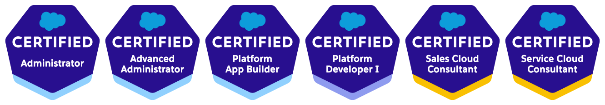 CERTIFIED
Administrator
CERTIFIED
Advanced
Administrator
CERTIFIED
Platform
App Builder
CERTIFIED
Platform
Developer I
CERTIFIED
Sales Cloud
Consultant
CERTIFIED
Service Cloud
Consultant